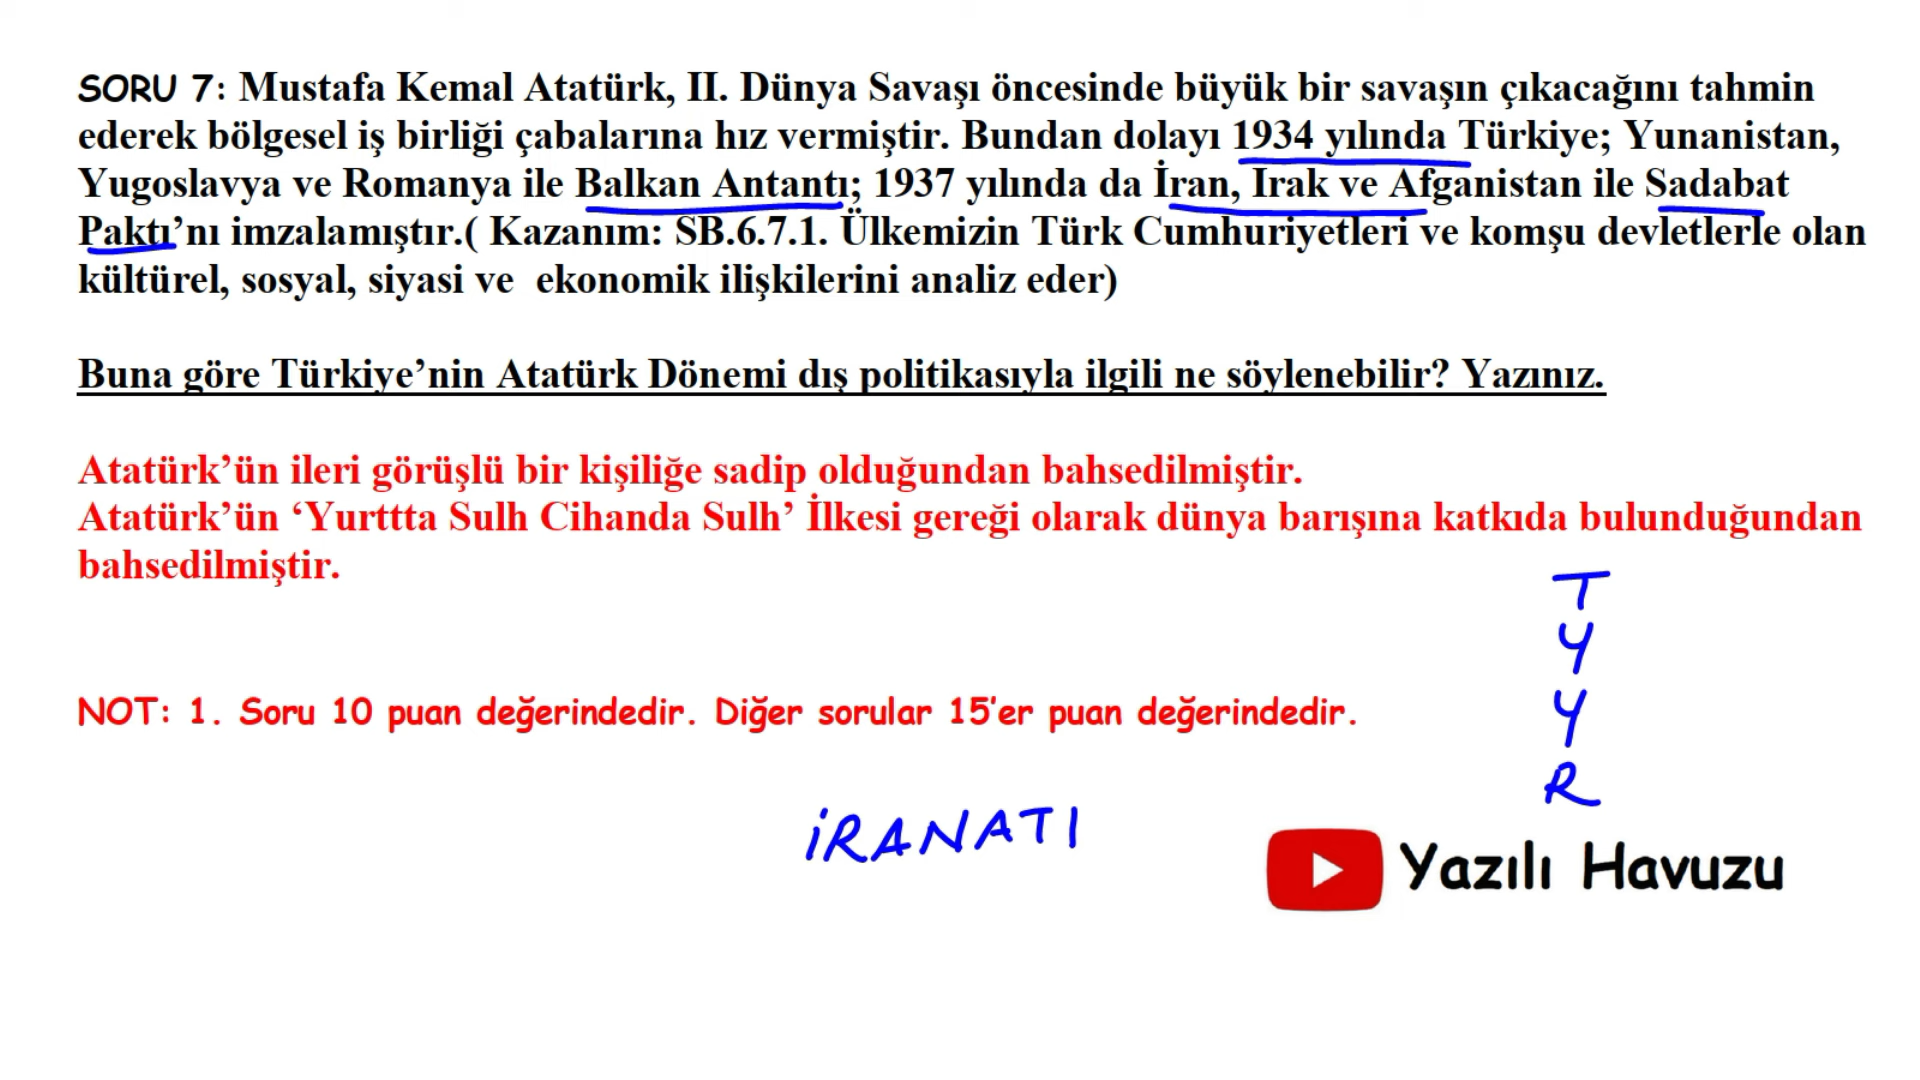 SORU 7: Mustafa Kemal Atatürk, II. Dünya Savaşı öncesinde büyük bir savaşın çıkacağını tahmin
ederek bölgesel iş birliği çabalarına hız vermiştir. Bundan dolayı 1934 yılında Türkiye; Yunanistan,
Yugoslavya ve Romanya ile Balkan Antantı; 1937 yılında da İran, Irak ve Afganistan ile Sadabat
Paktı’nı imzalamıştır.( Kazanım: SB.6.7.1. Ülkemizin Türk Cumhuriyetleri ve komşu devletlerle olan
kültürel, sosyal, siyasi ve ekonomik ilişkilerini analiz eder)
Buna göre Türkiye’nin Atatürk Dönemi dış politikasıyla ilgili ne söylenebilir? Yazınız.
Atatürk’ün ileri görüşlü bir kişiliğe sadip olduğundan bahsedilmiştir.
Atatürk’ün ‘Yurttta Sulh Cihanda Sulh’ İlkesi gereği olarak dünya barışına katkıda bulunduğundan
bahsedilmiştir.
T
Y
Y
R
NOT: 1. Soru 10 puan değerindedir. Diğer sorular 15’er puan değerindedir.
İRANATI
Yazılı Havuzu